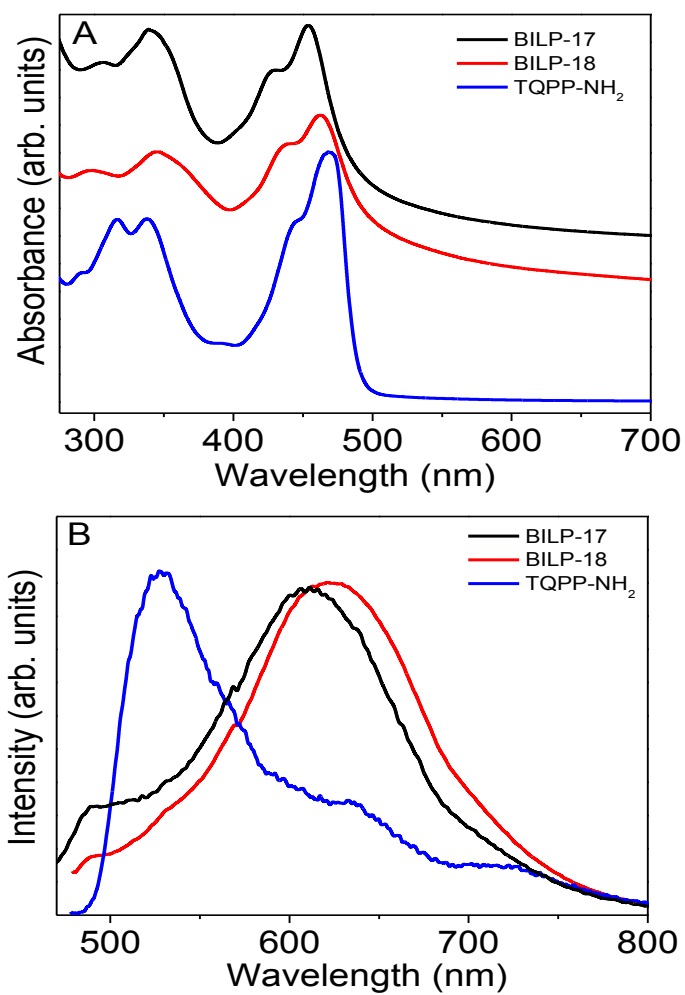 A
BILP-17
BILP-18
TQPP-NH₂
Absorbance (arb. units)
300 400 500 600 700
Wavelength (nm)
B
BILP-17
BILP-18
TQPP-NH₂
Intensity (arb. units)
500 600 700 800
Wavelength (nm)